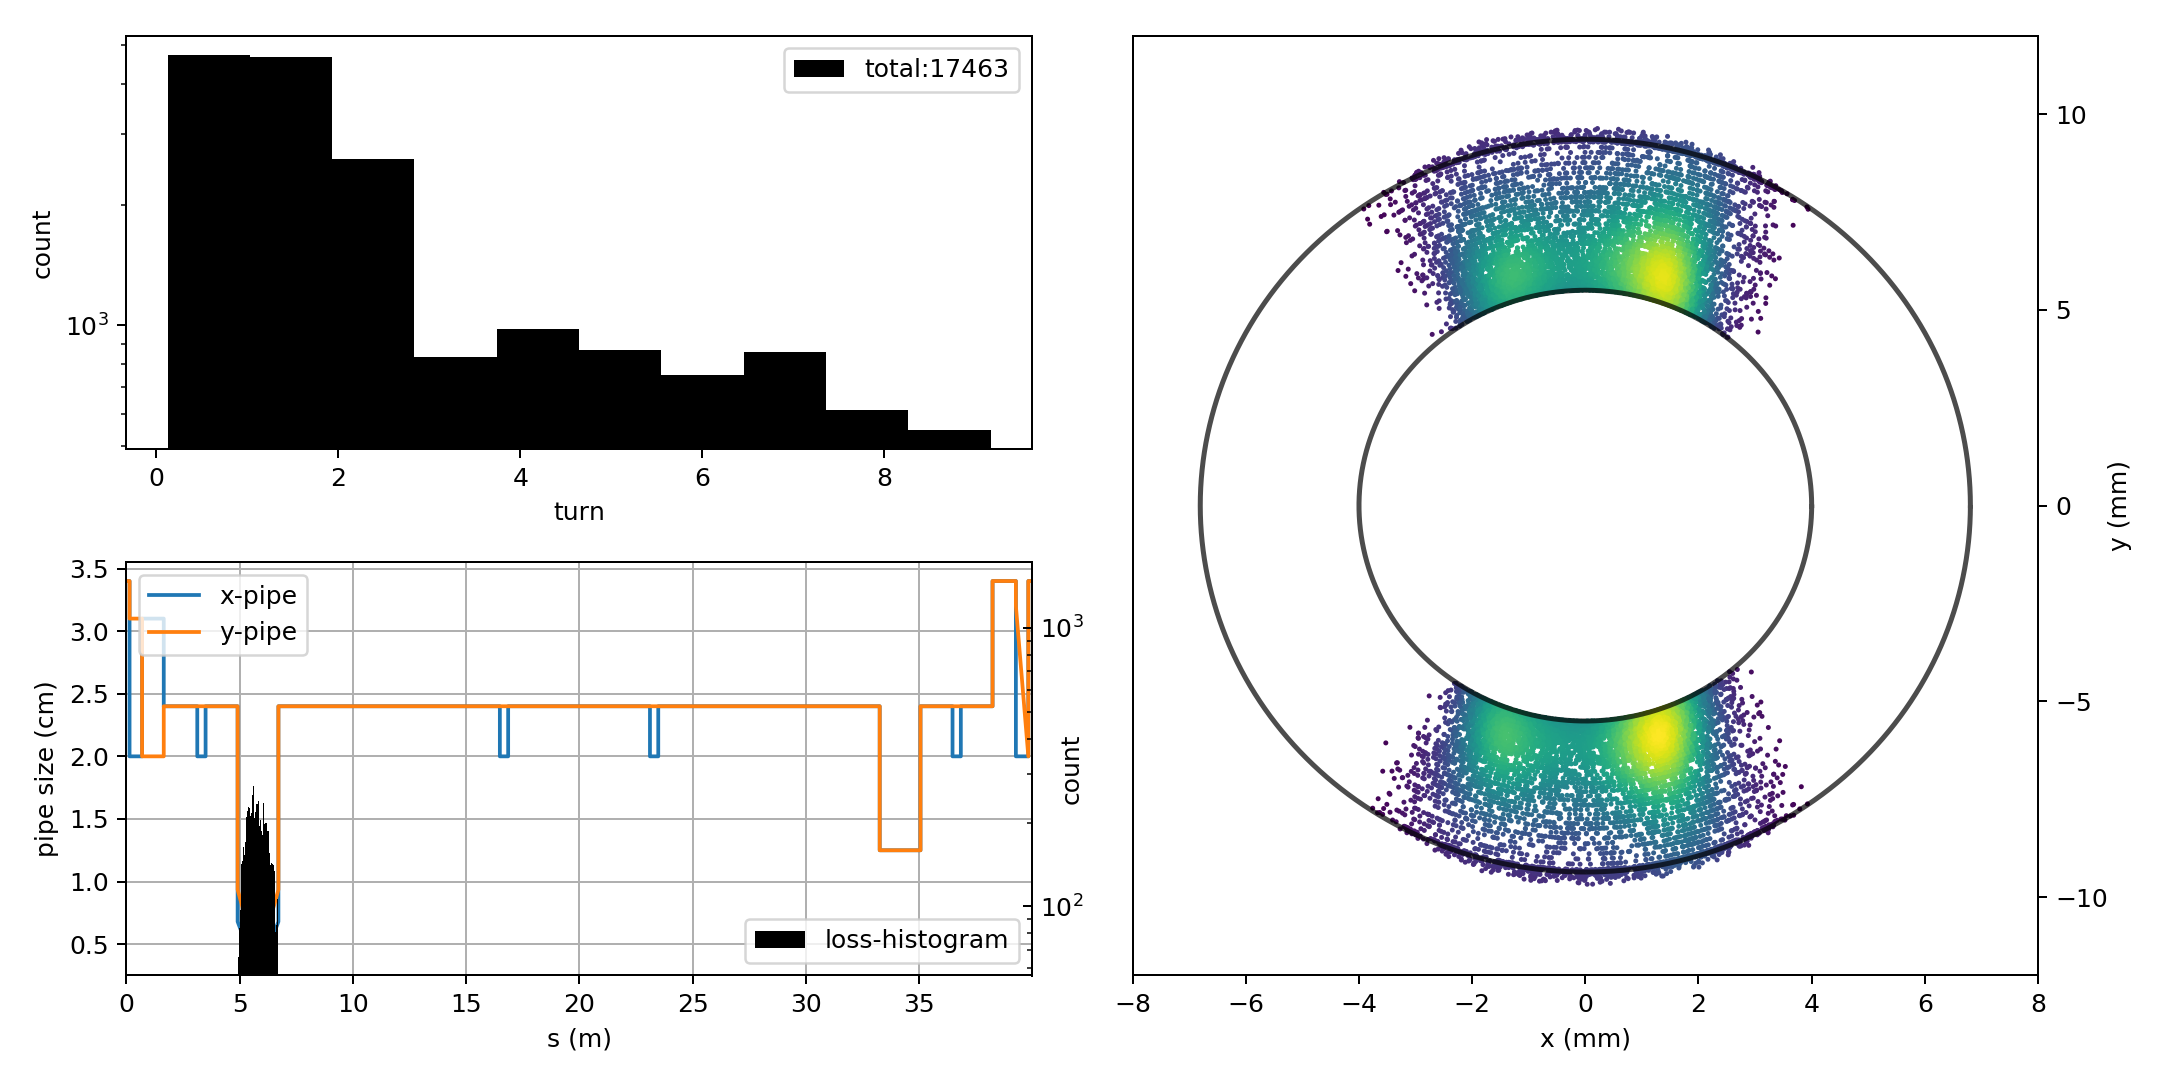 total:17463
count
10³
0 2 4 6 8
turn
3.5
3.0
2.5
2.0
1.5
1.0
0.5
pipe size (cm)
x-pipe
y-pipe
10³
10²
count
loss-histogram
0 5 10 15 20 25 30 35
s (m)
10
5
0
−5
−10
y (mm)
−8 −6 −4 −2 0 2 4 6 8
x (mm)